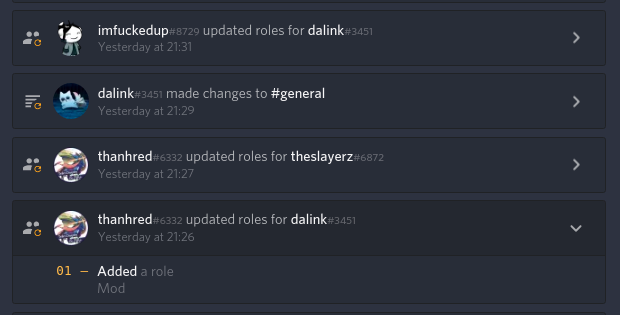 imfuckedup#8729 updated roles for dalink#3451
Yesterday at 21:31
dalink#3451 made changes to #general
Yesterday at 21:29
thanhred#6332 updated roles for theslayerz#6872
Yesterday at 21:27
thanhred#6332 updated roles for dalink#3451
Yesterday at 21:26
01 — Added a role
Mod